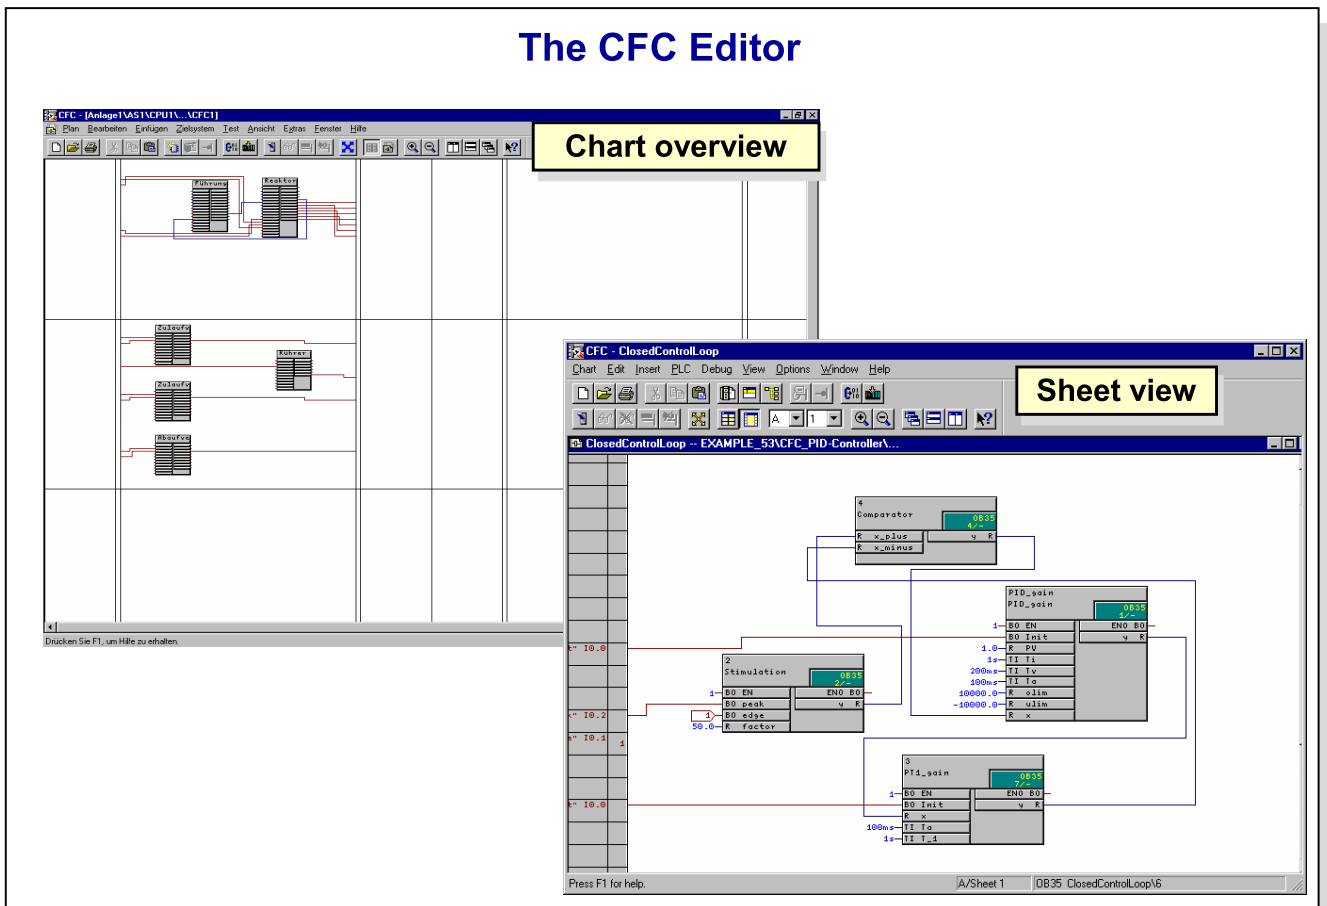 The CFC Editor
CFC - [Anlage1\AS1\CPU1\...\CFC1]
Plan Bearbeiten Einfügen Zielsystem Test Ansicht Extras Fenster Hilfe
Chart overview
Führung
Reaktor
Zulaufv
Rührer
Zulaufv
Abaufve
Drücken Sie F1, um Hilfe zu erhalten.
CFC - ClosedControlLoop
Chart Edit Insert PLC Debug View Options Window Help
Sheet view
A 1
ClosedControlLoop -- EXAMPLE_53\CFC_PID-Controller\...
4
Comparator
OB35
4/-
R x_plus y R
R x_minus
PID_gain
PID_gain
OB35
1/-
1 BO EN ENO BO
BO Init y R
1.0 R PV
1s TI Ti
200ms TI Tv
100ms TI Ta
10000.0 R olim
-10000.0 R ulim
R x
t" I0.0
2
Stimulation
OB35
2/-
1 BO EN ENO BO
BO peak y R
1 BO edge
50.0 R factor
k" I0.2
" I0.1
1
3
PT1_gain
OB35
7/-
1 BO EN ENO BO
BO Init y R
R x
100ms TI Ta
1s TI T_1
t" I0.0
Press F1 for help.
A/Sheet 1
OB35 ClosedControlLoop\6